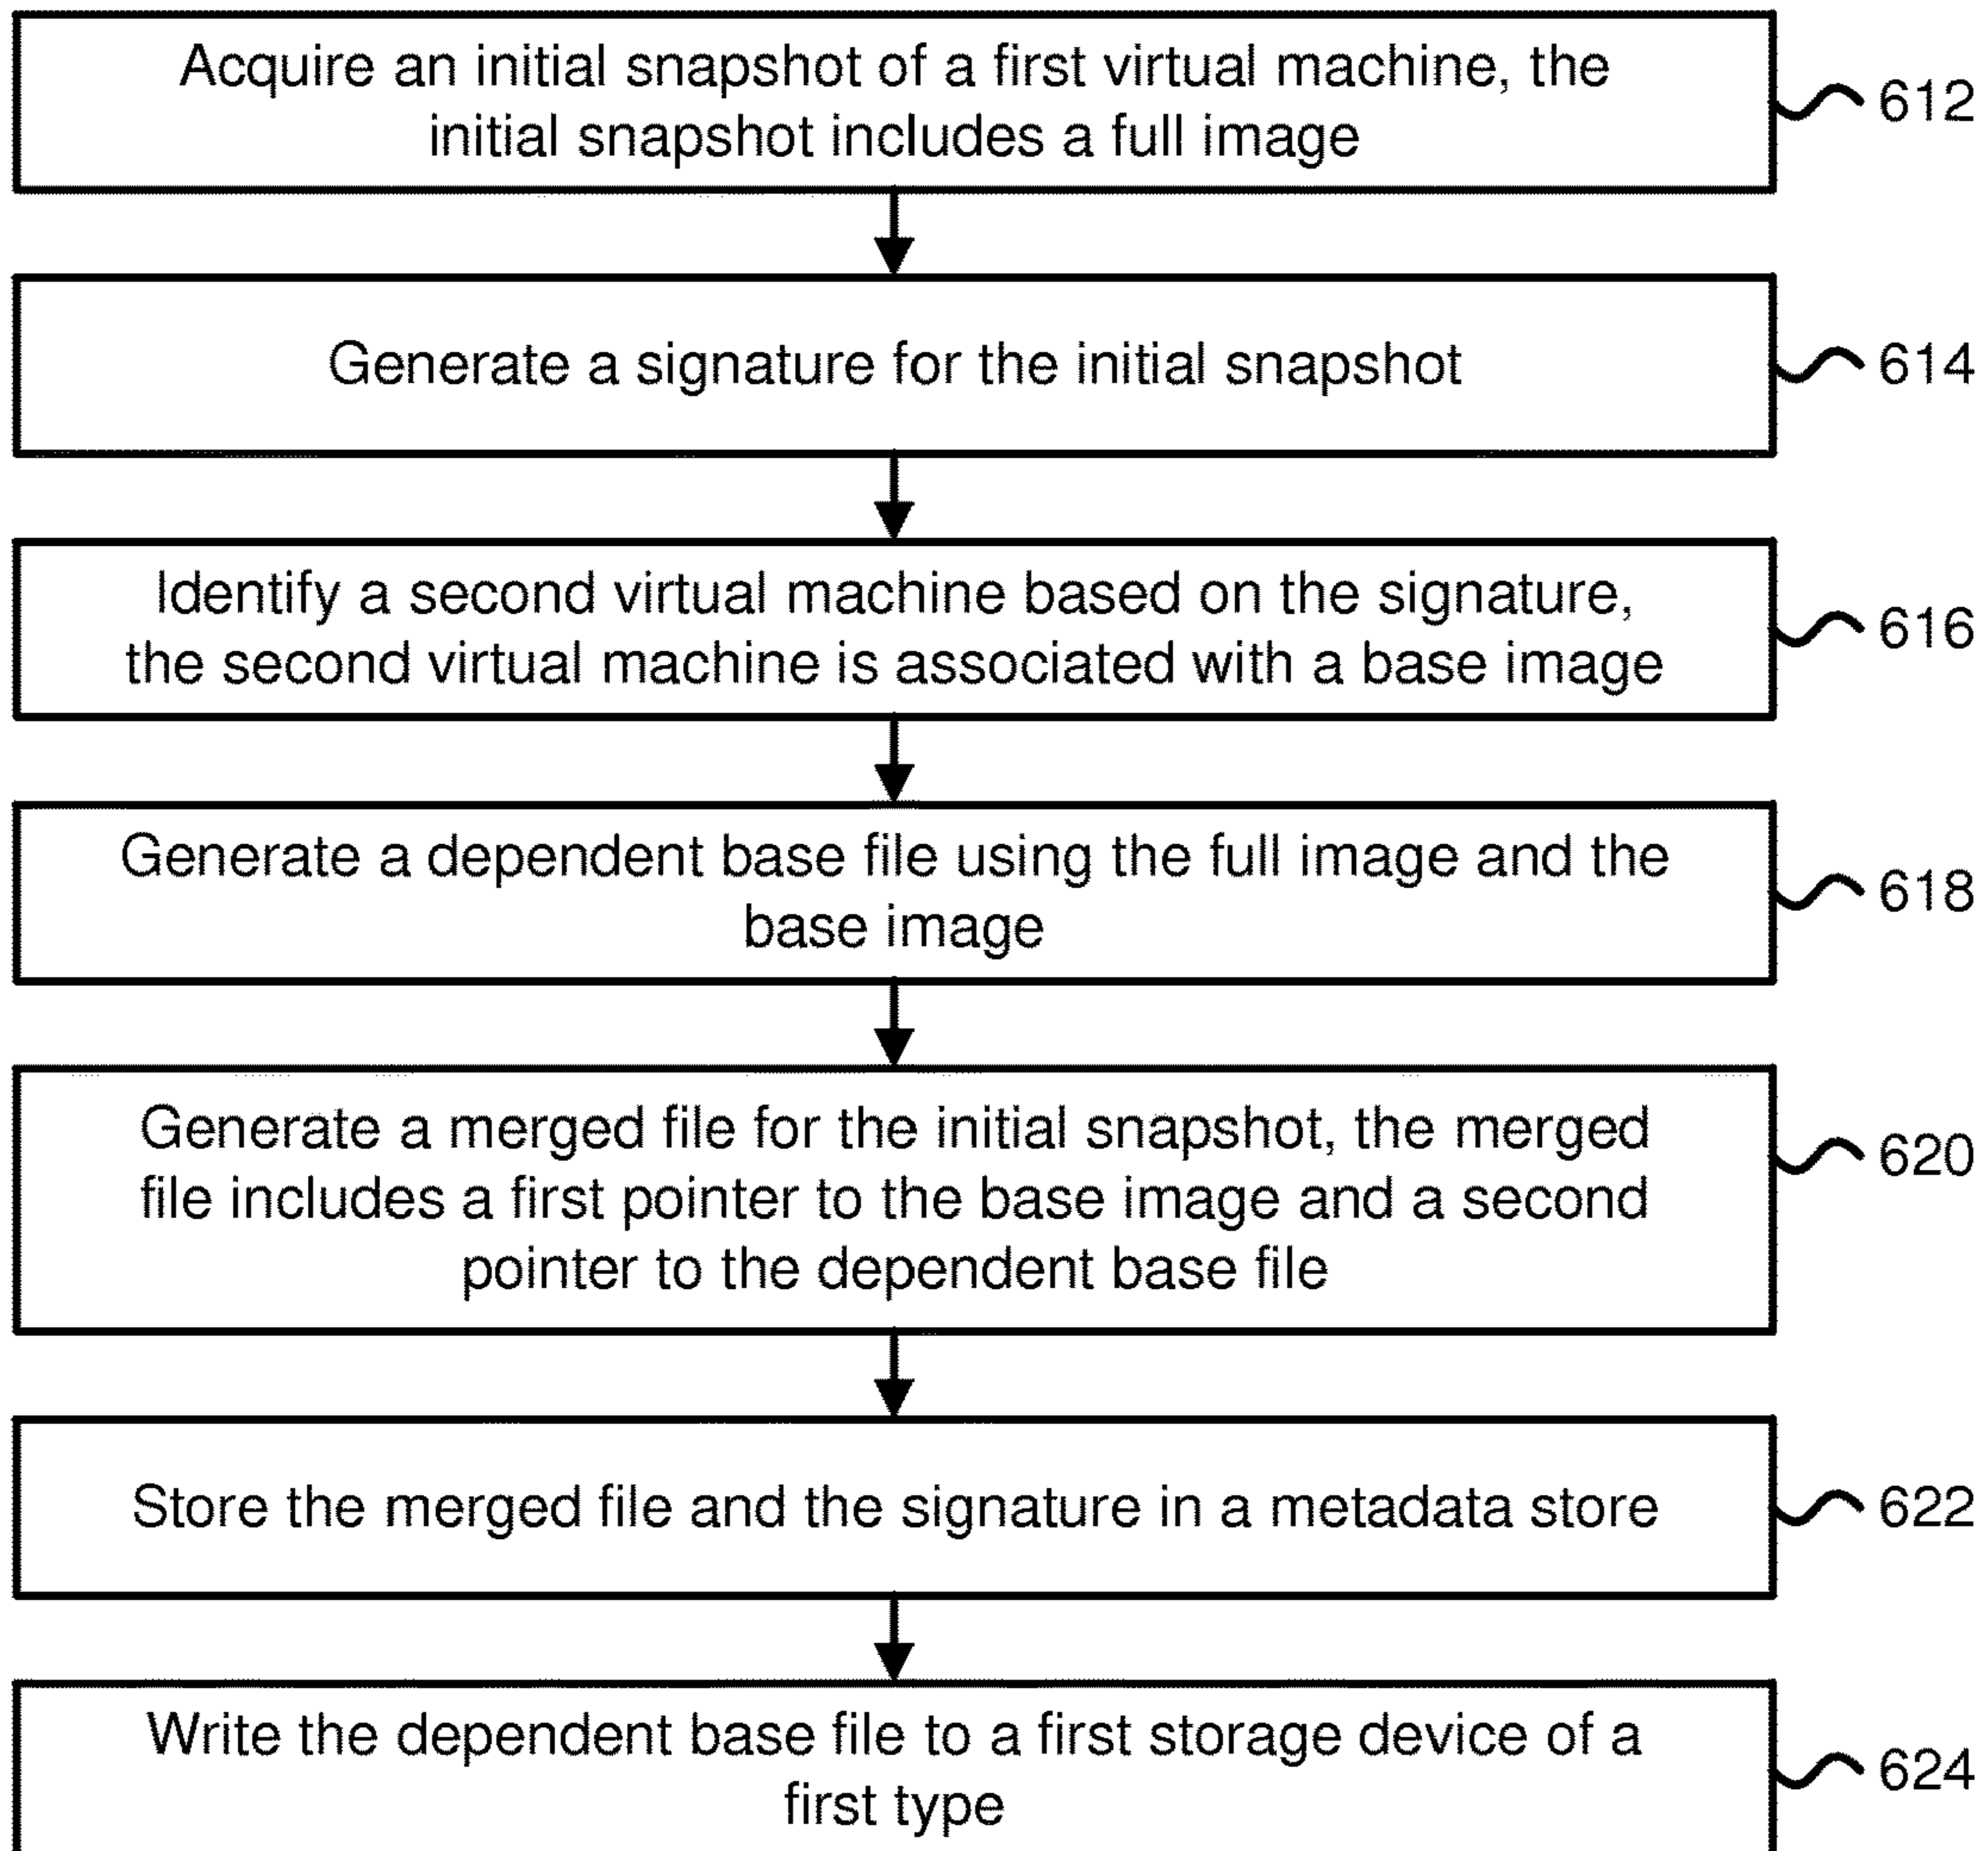 Acquire an initial snapshot of a first virtual machine, the
initial snapshot includes a full image
612
Generate a signature for the initial snapshot
614
Identify a second virtual machine based on the signature,
the second virtual machine is associated with a base image
616
Generate a dependent base file using the full image and the
base image
618
Generate a merged file for the initial snapshot, the merged
file includes a first pointer to the base image and a second
pointer to the dependent base file
620
Store the merged file and the signature in a metadata store
622
Write the dependent base file to a first storage device of a
first type
624